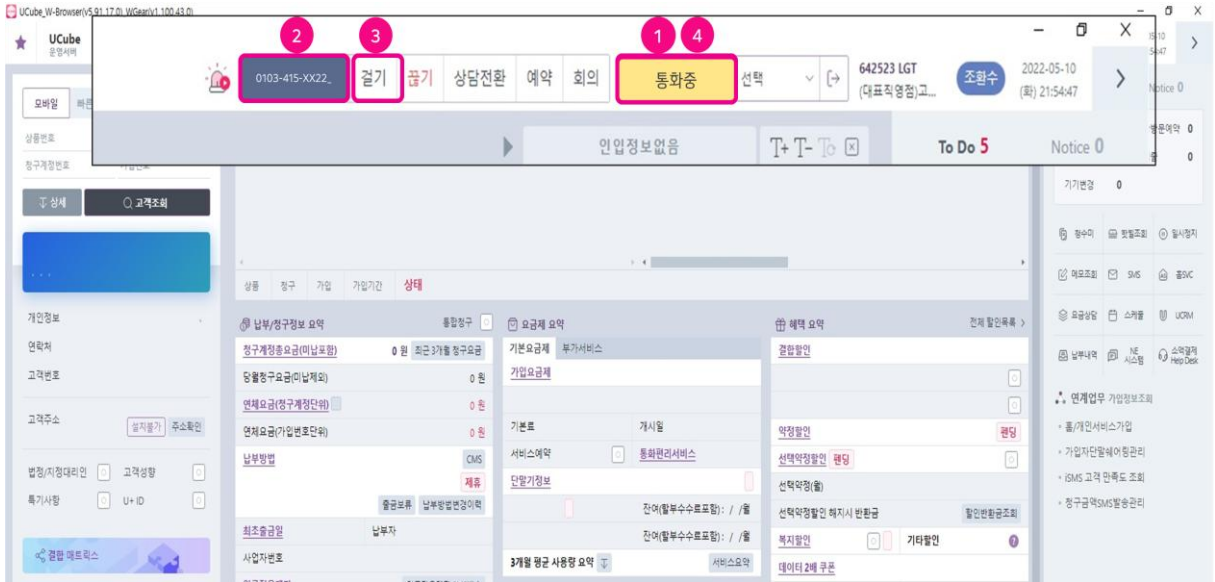 UCube_W-Browser(v5.91.17.0)_WGear(v1.100.43.0)
UCube
운영서버
2 3 1 4
0103-415-XX22_ 걸기 끊기 상담전환 예약 회의 통화중 선택 642523 LGT 조환수 2022-05-10
(대표직영점)고... (화) 21:54:47
인입정보없음 T+ T- To To Do 5 Notice 0
Notice 0
모바일 빠른
방문예약 0
상품번호
0
청구계정번호
기기변경 0
상세 고객조회
청수미 핫빌조회 일시정지
메모조회 SMS 홈SVC
상품 청구 가입 가입기간 상태
요금상담 스케줄 UCRM
납부내역 NE시스템 소액결제 Help Desk
개인정보
연락처
고객번호
고객주소 설치불가 주소확인
법정/지정대리인 고객성향
특기사항 U+ ID
결합 매트릭스
납부/청구정보 요약 통합청구
청구계정총요금(미납포함) 0 원 최근 3개월 청구요금
당월청구요금(미납제외) 0 원
연체요금(청구계정단위) 0 원
연체요금(가입번호단위) 0 원
납부방법 CMS
제휴
출금보류 납부방법변경이력
최초출금일 납부자
사업자번호
요금제 요약
기본요금제 부가서비스
가입요금제
기본료 개시일
서비스예약 통화편리서비스
단말기정보
잔여(할부수수료포함) : / /월
잔여(할부수수료포함) : / /월
3개월 평균 사용량 요약 서비스요약
혜택 요약 전체 할인목록
결합할인
약정할인 펜딩
선택약정할인 펜딩
선택약정(월)
선택약정할인 해지시 반환금 할인반환금조회
복지할인 기타할인
데이터 2배 쿠폰
연계업무 가입정보조회
홈/개인서비스가입
가입자단말쉐어링관리
iSMS 고객 만족도 조회
청구금액SMS발송관리